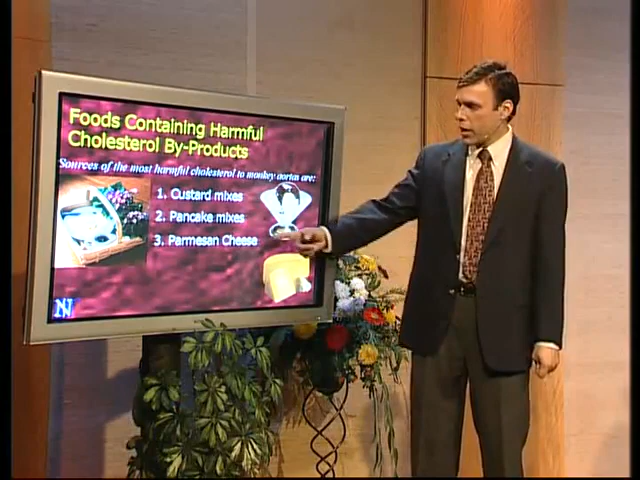 Foods Containing Harmful
Cholesterol By-Products
Sources of the most harmful cholesterol to monkey aortas are:
1. Custard mixes
2. Pancake mixes
3. Parmesan Cheese
N